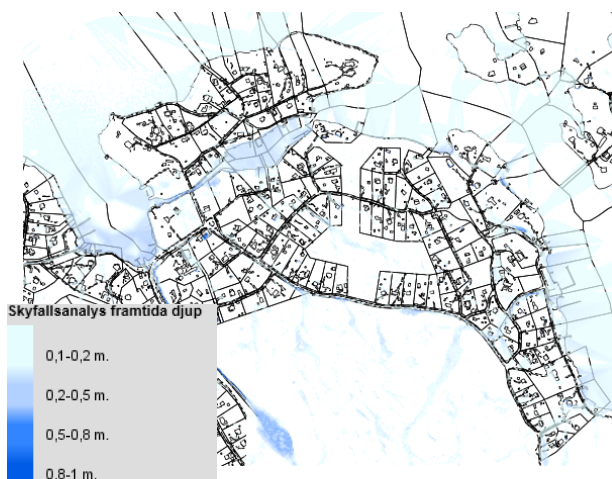 Skyfallsanalys framtida djup
0,1-0,2 m.
0,2-0,5 m.
0,5-0,8 m.
0,8-1 m.